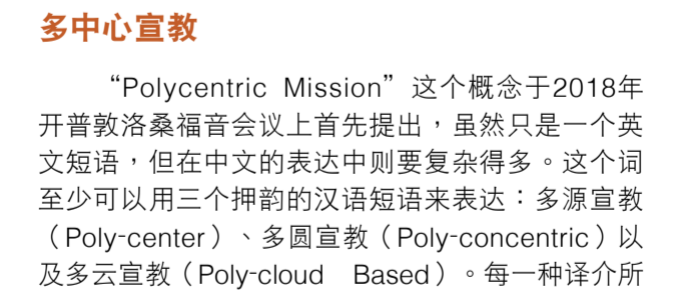 多中心宣教
“Polycentric Mission”这个概念于2018年
开普敦洛桑福音会议上首先提出，虽然只是一个英
文短语，但在中文的表达中则要复杂得多。这个词
至少可以用三个押韵的汉语短语来表达：多源宣教
（Poly-center）、多圆宣教（Poly-concentric）以
及多云宣教（Poly-cloud Based）。每一种译介所